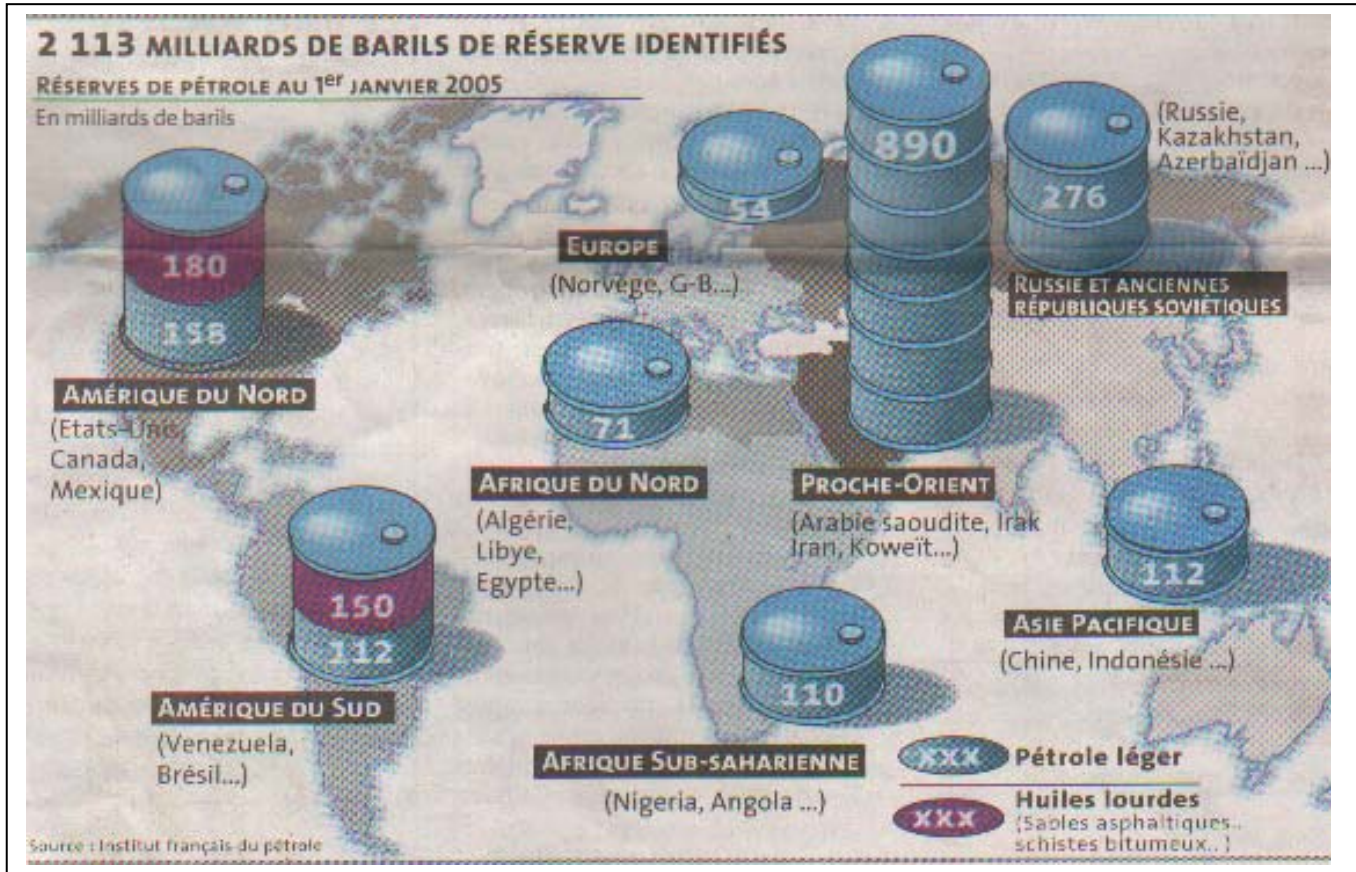 2 113 MILLIARDS DE BARILS DE RÉSERVE IDENTIFIÉS
RÉSERVES DE PÉTROLE AU 1er JANVIER 2005
En milliards de barils
180
158
AMÉRIQUE DU NORD
(Etats-Unis,
Canada,
Mexique)
150
112
AMÉRIQUE DU SUD
(Venezuela,
Brésil...)
54
EUROPE
(Norvège, G-B...)
71
AFRIQUE DU NORD
(Algérie,
Libye,
Egypte...)
890
PROCHE-ORIENT
(Arabie saoudite, Irak
Iran, Koweït...)
(Russie,
Kazakhstan,
Azerbaïdjan ...)
276
RUSSIE ET ANCIENNES
RÉPUBLIQUES SOVIÉTIQUES
112
ASIE PACIFIQUE
(Chine, Indonésie ...)
110
AFRIQUE SUB-SAHARIENNE
(Nigeria, Angola ...)
XXX Pétrole léger
XXX Huiles lourdes
(Sables asphaltiques..
schistes bitumeux..)
Source : Institut français du pétrole